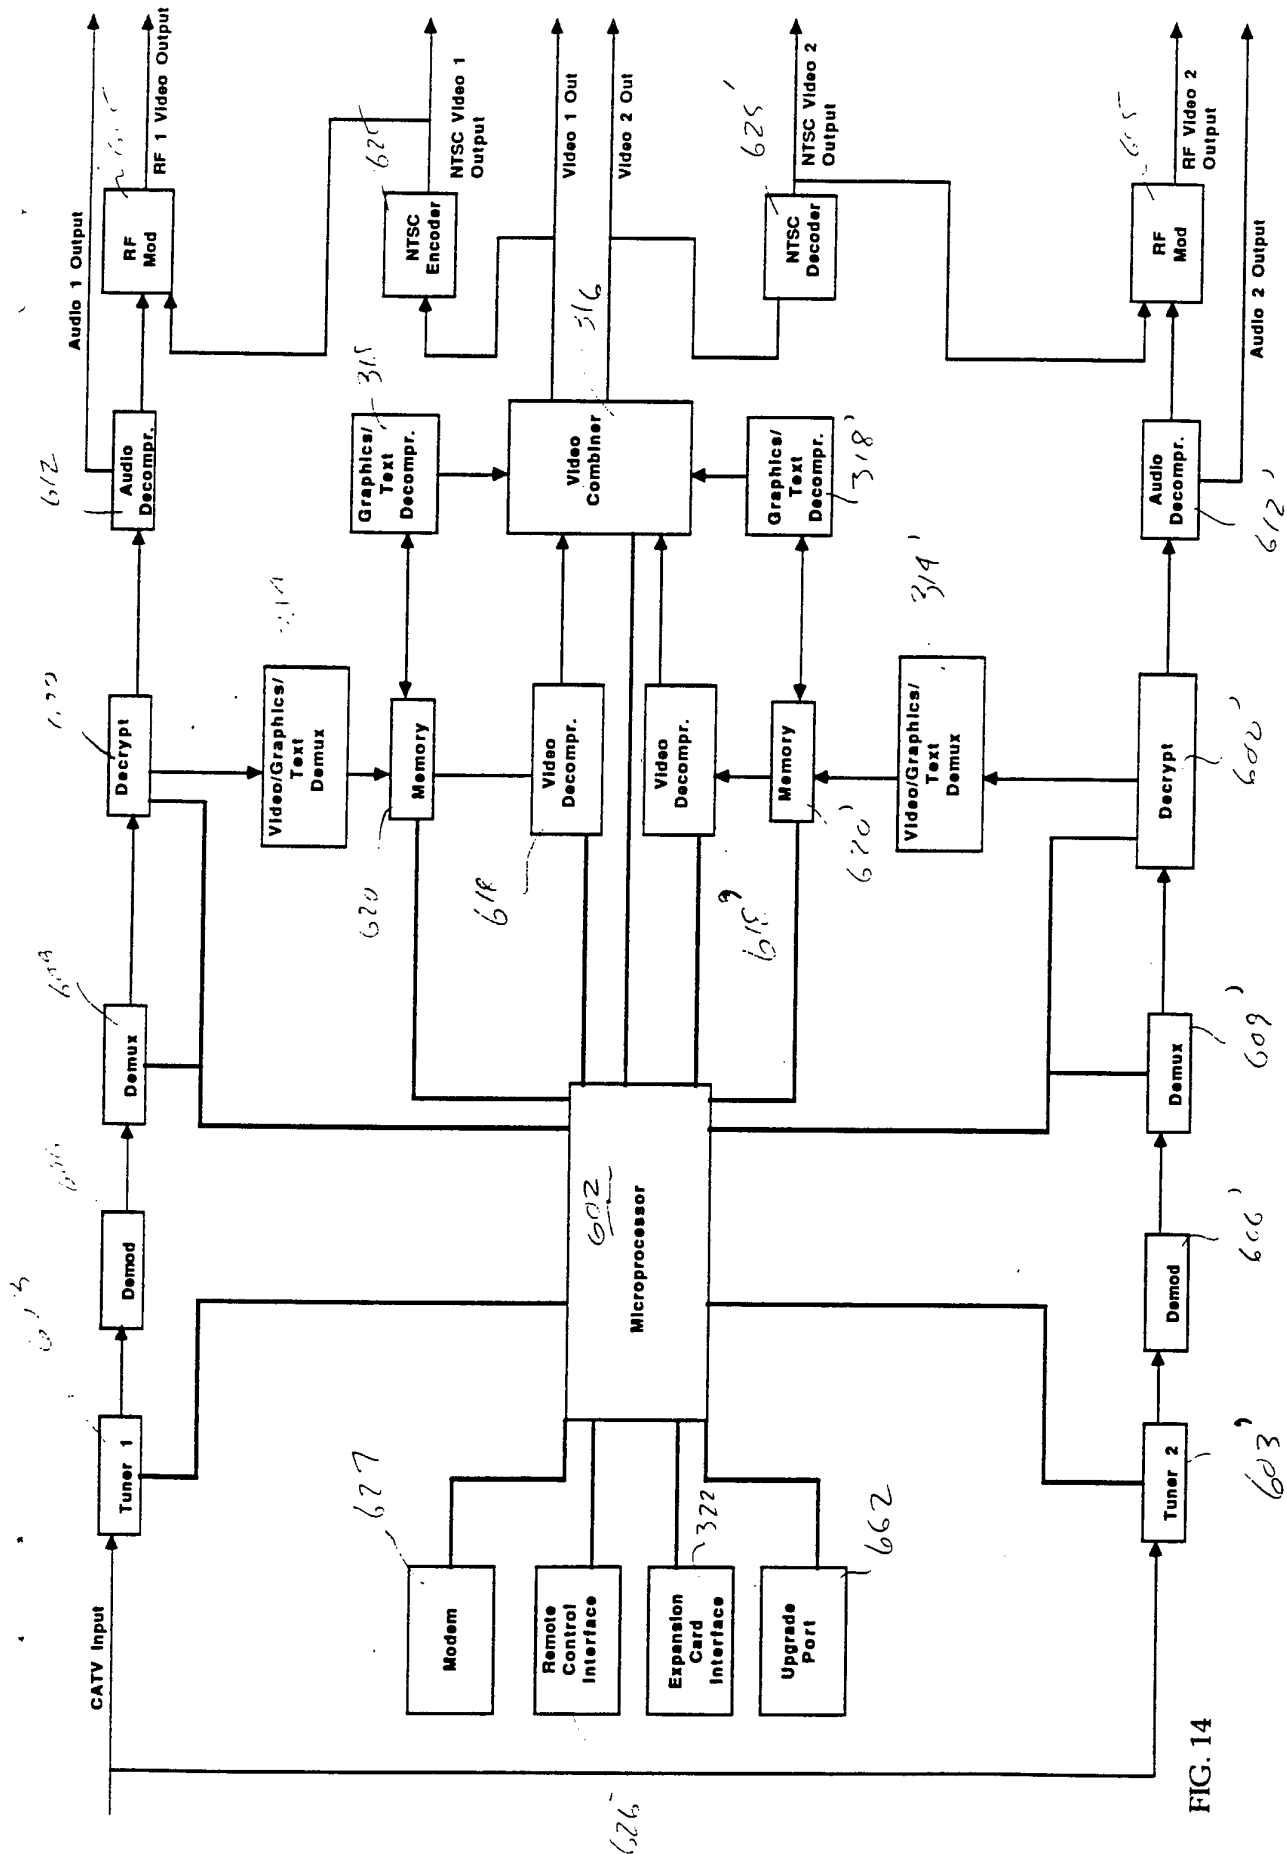 CATV Input
Tuner 1
Demod
Demux
Decrypt
Audio
Decompr.
612
Audio 1 Output
RF
Mod
RF 1 Video Output
Video/Graphics/
Text
Demux
Memory
620
Graphics/
Text
Decompr.
NTSC
Encoder
625
NTSC Video 1
Output
Modem
627
Remote
Control
Interface
626
Expansion
Card
Interface
322
Upgrade
Port
662
Microprocessor
602
Video
Decompr.
618
Video
Decompr.
618'
Video
Combiner
316
Video 1 Out
Video 2 Out
Memory
620'
Graphics/
Text
Decompr.
318'
NTSC
Decoder
625'
NTSC Video 2
Output
Video/Graphics/
Text
Demux
314'
Tuner 2
603'
Demod
606'
Demux
609'
Decrypt
602'
Audio
Decompr.
612'
RF
Mod
RF Video 2
Output
Audio 2 Output
FIG. 14